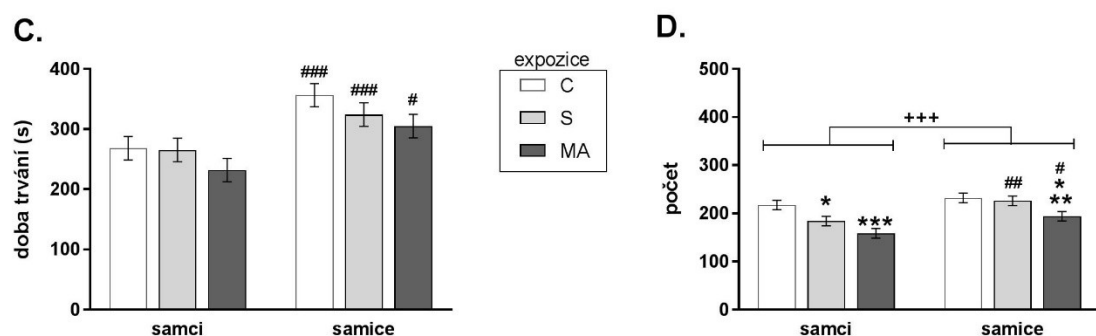 C.
doba trvání (s)
400
300
200
100
0
###
###
#
samci
samice
expozice
C
S
MA
D.
počet
500
400
300
200
100
0
+++
*
***
##
#
*
**
samci
samice